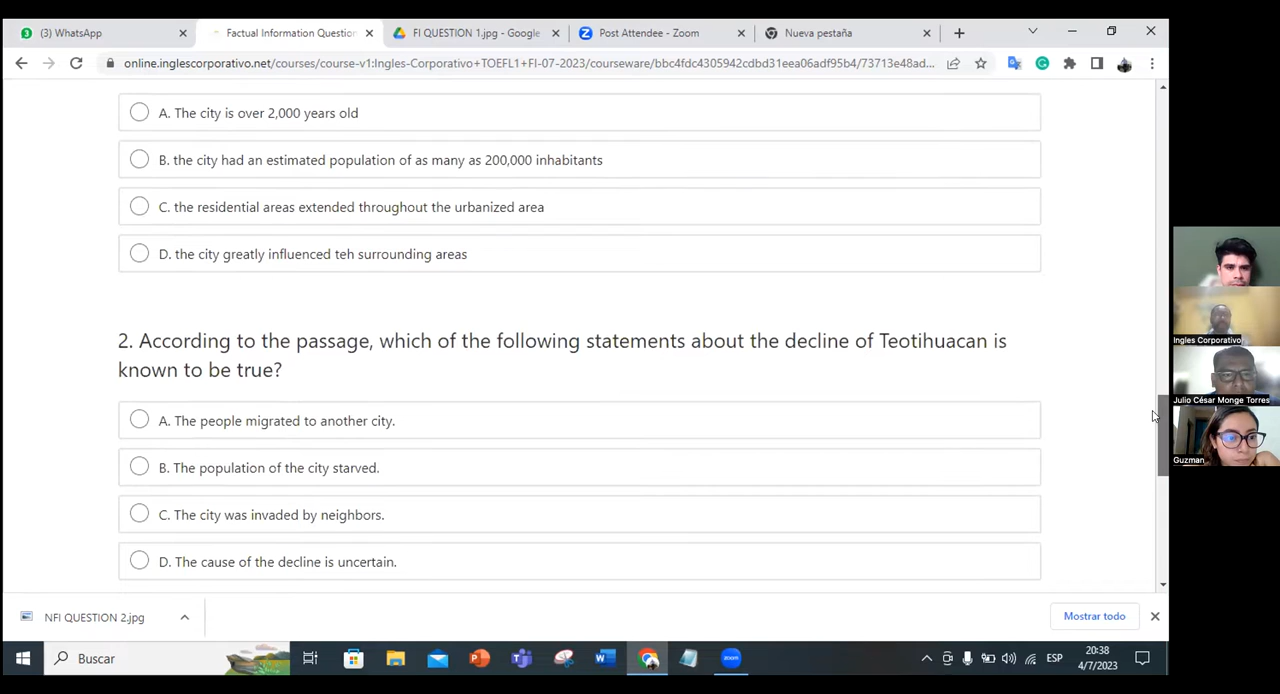 (3) WhatsApp
Factual Information Question
FI QUESTION 1.jpg - Google
Post Attendee - Zoom
Nueva pestaña
online.inglescorporativo.net/courses/course-v1:Ingles-Corporativo+TOEFL1+FI-07-2023/courseware/bbc4fdc4305942cdbd31eea06adf95b4/73713e48ad...
A. The city is over 2,000 years old
B. the city had an estimated population of as many as 200,000 inhabitants
C. the residential areas extended throughout the urbanized area
D. the city greatly influenced teh surrounding areas
2. According to the passage, which of the following statements about the decline of Teotihuacan is
known to be true?
A. The people migrated to another city.
B. The population of the city starved.
C. The city was invaded by neighbors.
D. The cause of the decline is uncertain.
Ingles Corporativo
Julio César Monge Torres
Guzman
NFI QUESTION 2.jpg
Mostrar todo
Buscar
zoom
ESP
20:38
4/7/2023